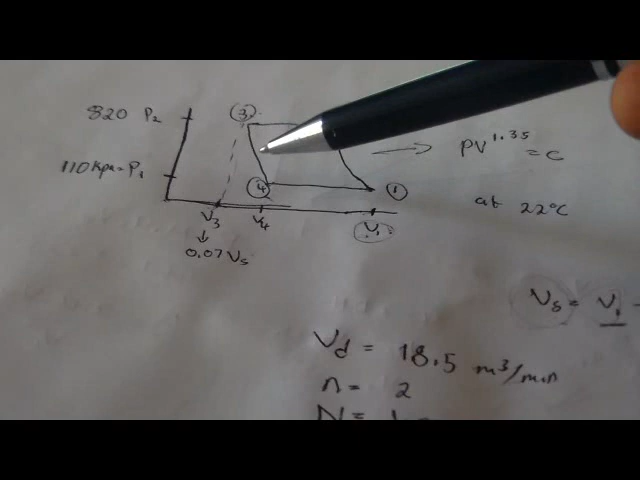 820 P₂
③
110 Kpa = P₁
④
①
PV^1.35 = c
at 22°C
V₃
V₄
V₁
0.07 Vₛ
Vₛ = V₁ -
V_d = 18.5 m³/min
n = 2
N =